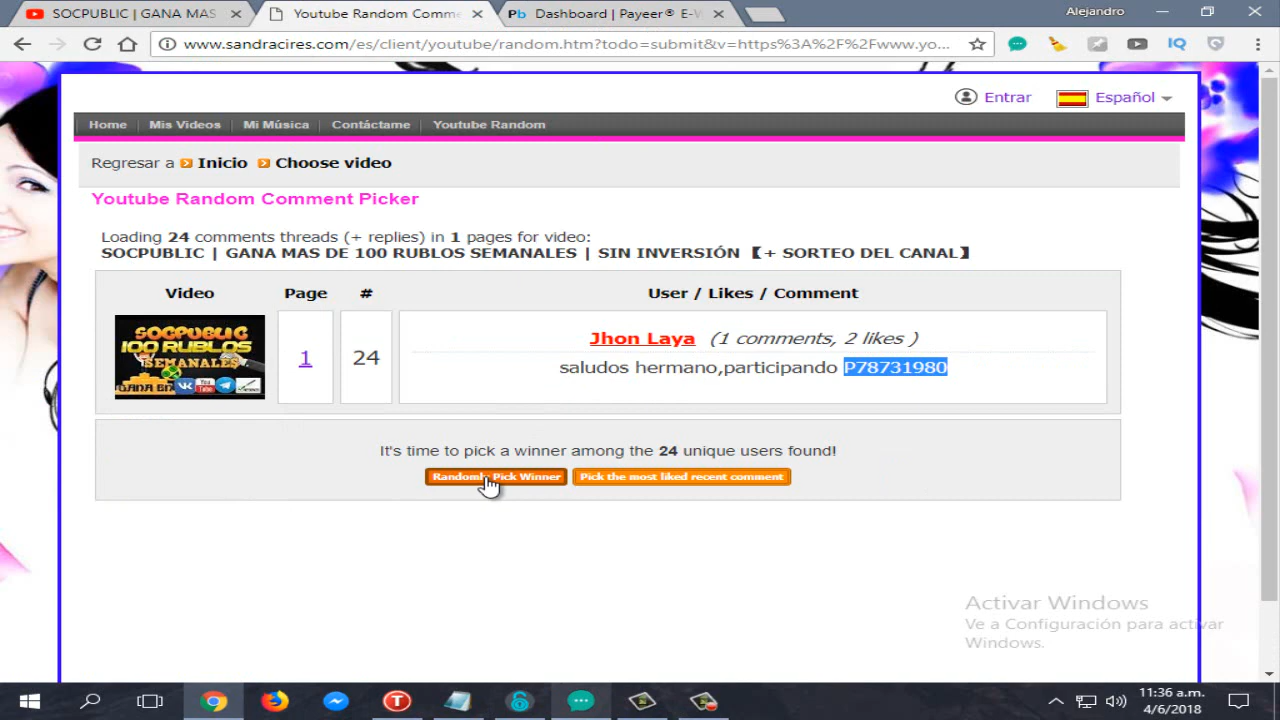 SOCPUBLIC | GANA MAS
Youtube Random Comme
Dashboard | Payeer® E-W
Alejandro
www.sandracires.com/es/client/youtube/random.htm?todo=submit&v=https%3A%2F%2Fwww.yo...
Entrar
Español
Home
Mis Videos
Mi Música
Contáctame
Youtube Random
Regresar a Inicio Choose video
Youtube Random Comment Picker
Loading 24 comments threads (+ replies) in 1 pages for video:
SOCPUBLIC | GANA MAS DE 100 RUBLOS SEMANALES | SIN INVERSIÓN 【+ SORTEO DEL CANAL】
Video
Page
#
User / Likes / Comment
SOCPUBLIC
100 RUBLOS
SEMANALES
GANA EN
1
24
Jhon Laya (1 comments, 2 likes )
saludos hermano,participando P78731980
It's time to pick a winner among the 24 unique users found!
Randomly Pick Winner
Pick the most liked recent comment
Activar Windows
Ve a Configuración para activar
Windows.
11:36 a.m.
4/6/2018